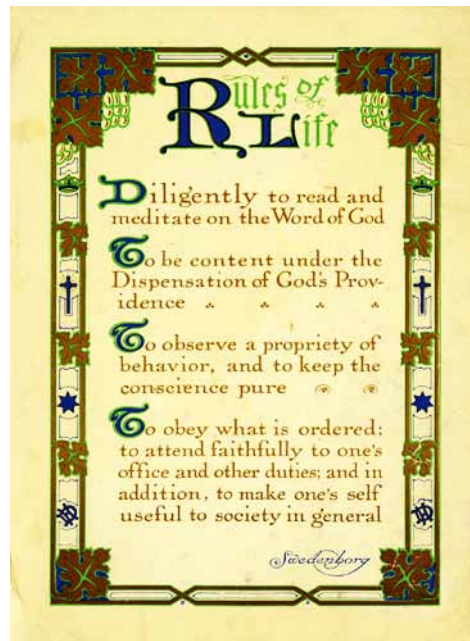 Rules of
Life
Diligently to read and
meditate on the Word of God
To be content under the
Dispensation of God's Prov-
idence
To observe a propriety of
behavior, and to keep the
conscience pure
To obey what is ordered;
to attend faithfully to one's
office and other duties; and in
addition, to make one's self
useful to society in general
Swedenborg